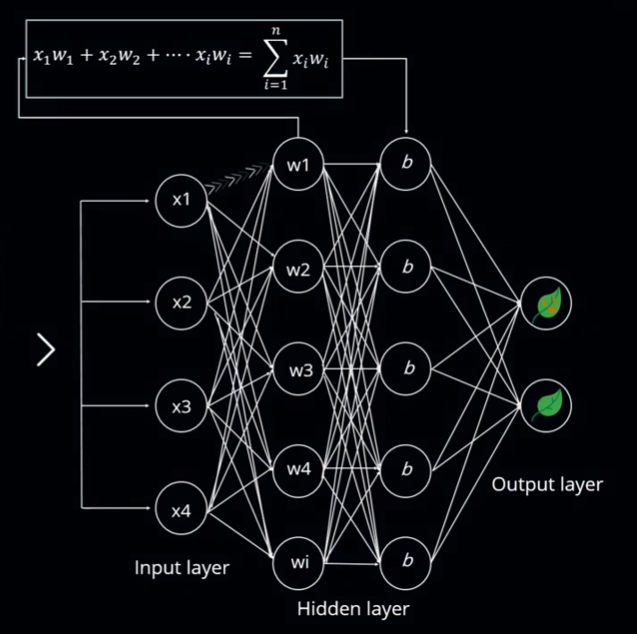 x₁w₁ + x₂w₂ + ⋯· xᵢwᵢ = ∑ⁿᵢ₌₁ xᵢwᵢ
w1 b
x1
w2 b
x2
w3 b
x3
w4 b
Output layer
x4
wi b
Input layer
Hidden layer